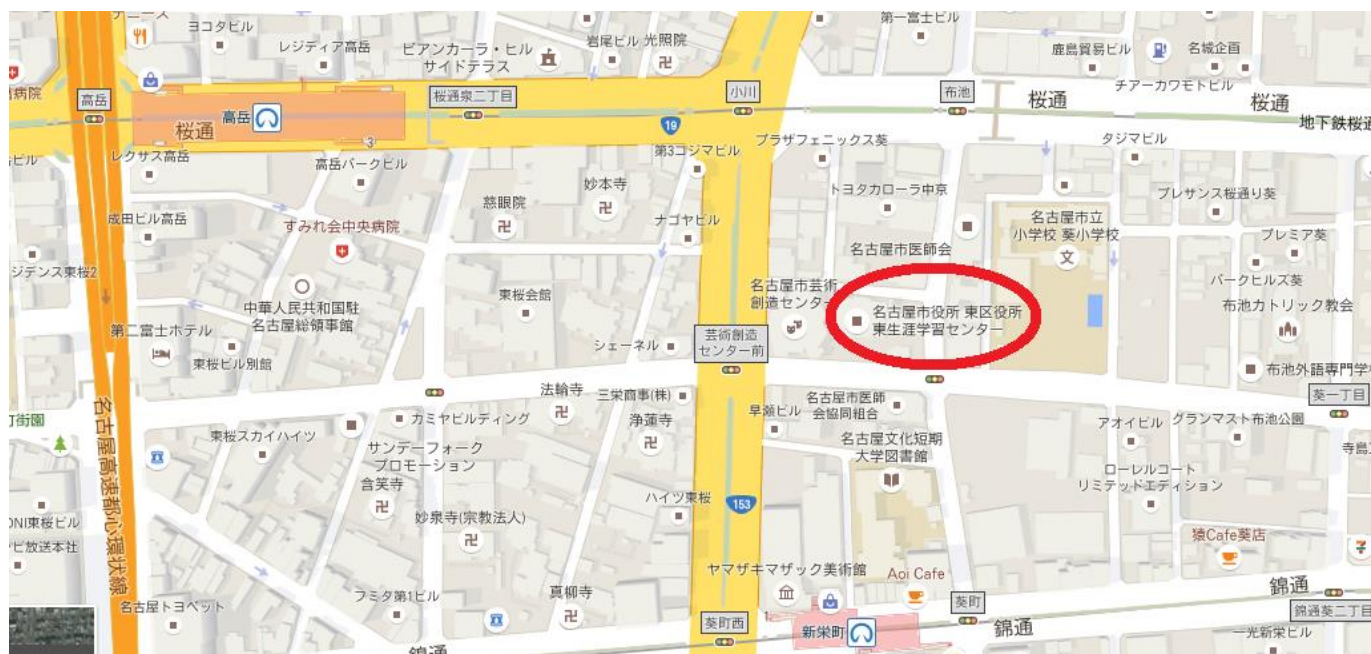 デニーズ
ヨコタビル
レジディア高岳
ビアンカーラ・ヒル
サイドテラス
岩尾ビル
光照院
第一富士ビル
鹿島貿易ビル
名城企画
チアーカワモトビル
病院
高岳
高岳
桜通
桜通泉二丁目
小川
布池
桜通
桜通
地下鉄桜通
19
3
レクサス高岳
高岳パークビル
第3コジマビル
プラザフェニックス葵
タジマビル
成田ビル高岳
すみれ会中央病院
慈眼院
妙本寺
ナゴヤビル
トヨタカローラ中京
名古屋市立
小学校 葵小学校
文
プレサンス桜通り葵
プレミア葵
名古屋市医師会
ジデンス東桜2
中華人民共和国駐
名古屋総領事館
東桜会館
名古屋市芸術
創造センター
名古屋市役所 東区役所
東生涯学習センター
パークヒルズ葵
布池カトリック教会
第二富士ホテル
東桜ビル別館
シェーネル
芸術創造
センター前
布池外語専門学校
葵一丁目
法輪寺
三栄商事(株)
早瀬ビル
名古屋市医師
会協同組合
カミヤビルディング
浄蓮寺
東桜スカイハイツ
サンデーフォーク
プロモーション
名古屋文化短期
大学図書館
アオイビル
グランマスト布池公園
ローレルコート
リミテッドエディション
名古屋高速都心環状線
含笑寺
妙泉寺(宗教法人)
ハイツ東桜
153
ONI東桜ビル
ビ放送本社
猿Cafe葵店
ヤマザキマザック美術館
Aoi Cafe
名古屋トヨペット
フミタ第1ビル
真柳寺
葵町西
1
新栄町
葵町
錦通
錦通
錦通葵二丁目
一光新栄ビル